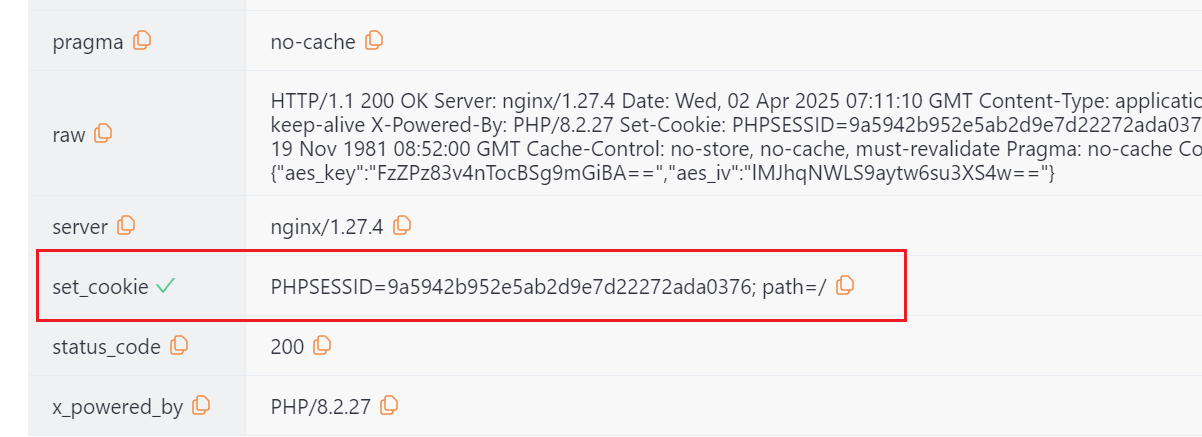 pragma no-cache
HTTP/1.1 200 OK Server: nginx/1.27.4 Date: Wed, 02 Apr 2025 07:11:10 GMT Content-Type:
raw keep-alive X-Powered-By: PHP/8.2.27 Set-Cookie: PHPSESSID=9a5942b952e5ab2d9e7d22272ada037
19 Nov 1981 08:52:00 GMT Cache-Control: no-store, no-cache, must-revalidate Pragma: no-cache
{"aes_key":"FzZPz83v4nTocBSg9mGiBA==","aes_iv":"lMJhqNWLS9aytw6su3XS4w=="}
server nginx/1.27.4
set_cookie PHPSESSID=9a5942b952e5ab2d9e7d22272ada0376; path=/
status_code 200
x_powered_by PHP/8.2.27